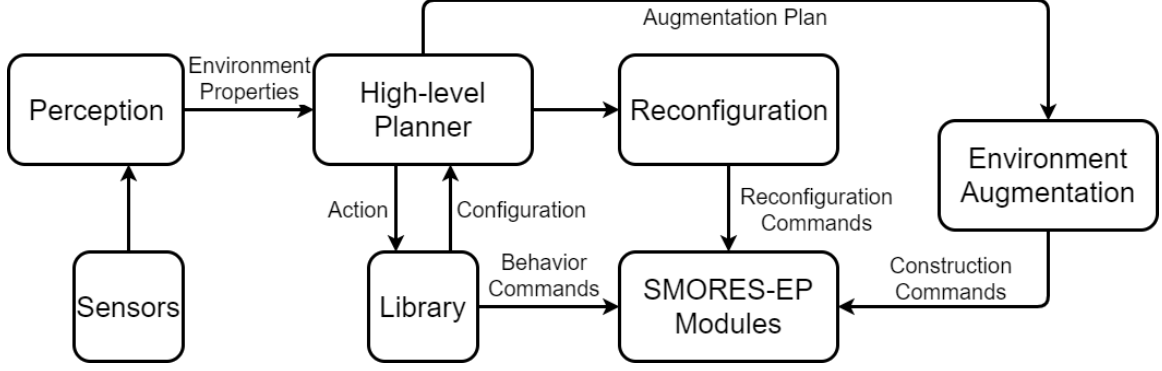 Augmentation Plan
Environment
Properties
Perception
High-level
Planner
Reconfiguration
Environment
Augmentation
Action
Configuration
Reconfiguration
Commands
Behavior
Commands
Construction
Commands
Sensors
Library
SMORES-EP
Modules